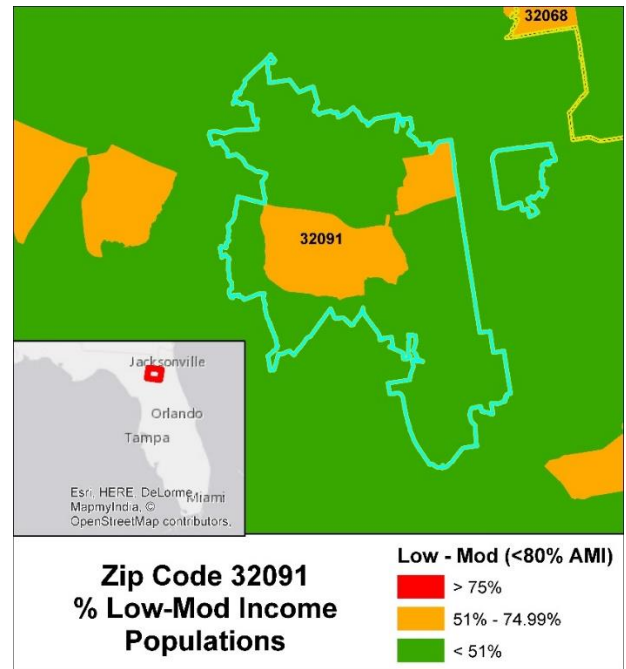 32068
32091
Jacksonville
Orlando
Tampa
Miami
Esri, HERE, DeLorme,
MapmyIndia, ©
OpenStreetMap contributors.
Zip Code 32091
% Low-Mod Income
Populations
Low - Mod (<80% AMI)
> 75%
51% - 74.99%
< 51%